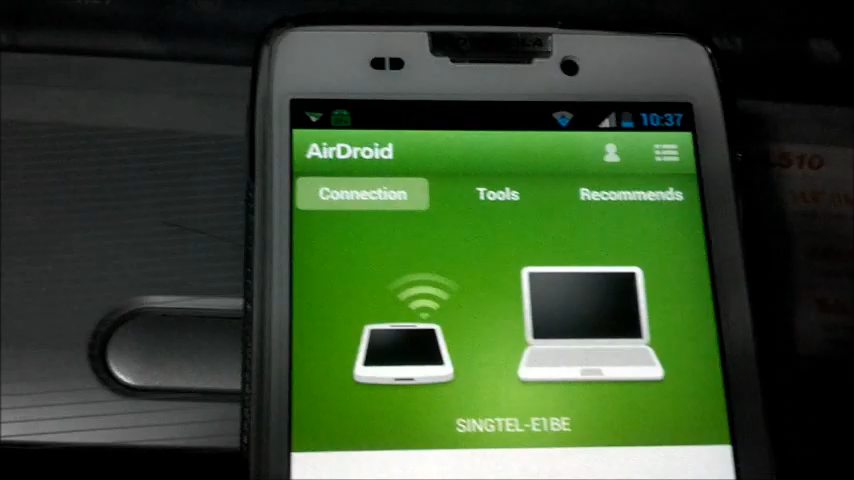 10:37
AirDroid
Connection Tools Recommends
SINGTEL-E1BE